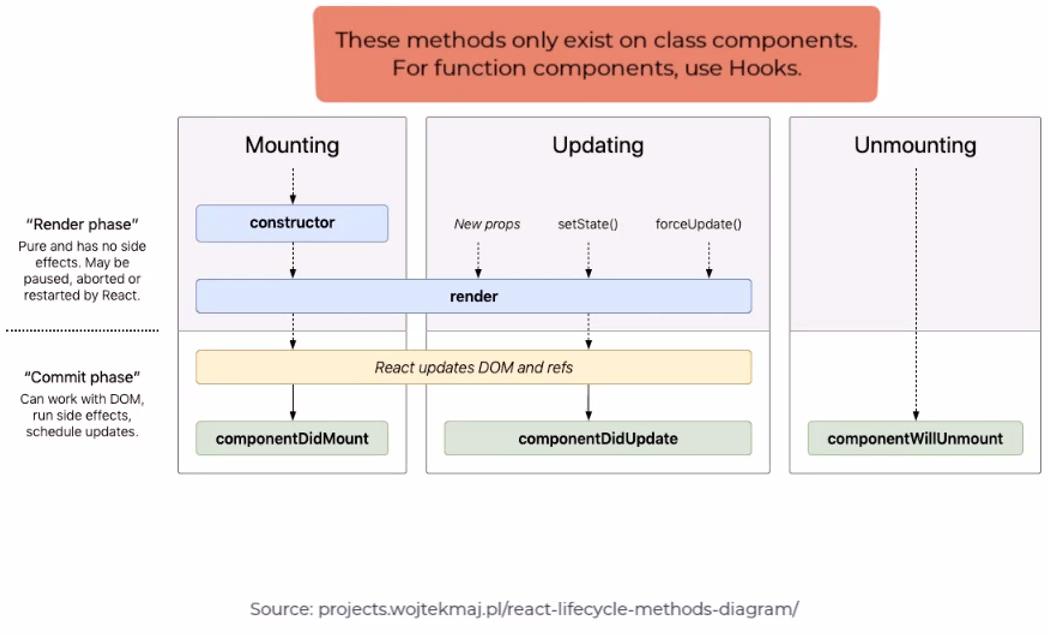 These methods only exist on class components.
For function components, use Hooks.
Mounting
Updating
Unmounting
“Render phase”
Pure and has no side
effects. May be
paused, aborted or
restarted by React.
constructor
New props
setState()
forceUpdate()
render
“Commit phase”
Can work with DOM,
run side effects,
schedule updates.
React updates DOM and refs
componentDidMount
componentDidUpdate
componentWillUnmount
Source: projects.wojtekmaj.pl/react-lifecycle-methods-diagram/